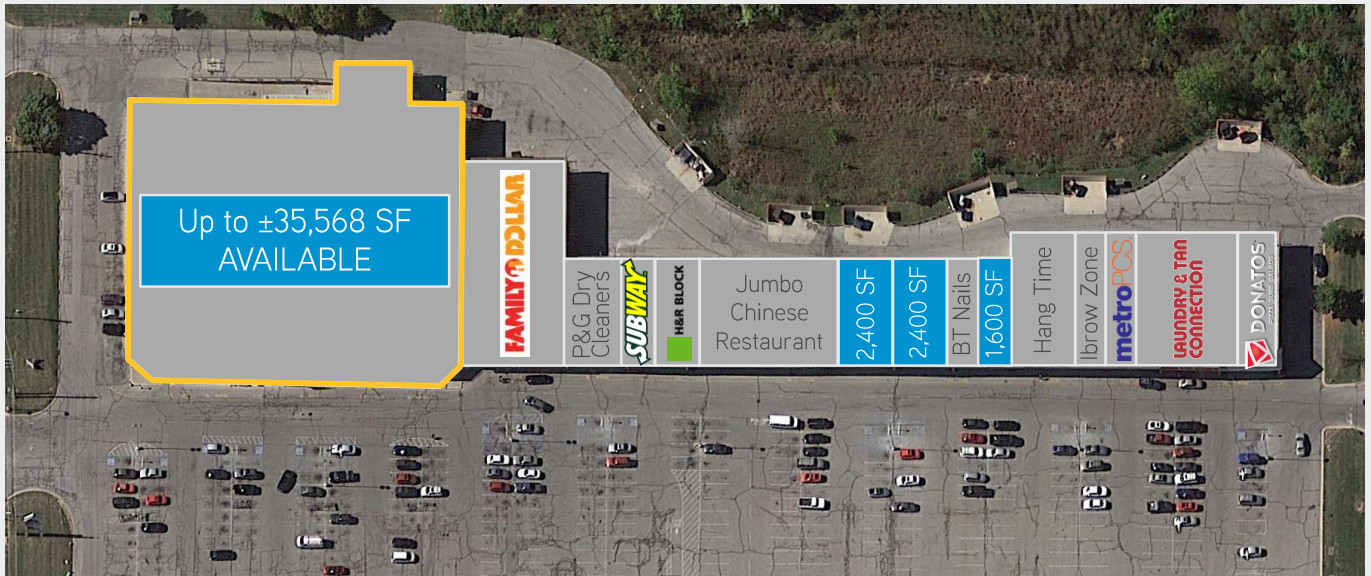 Up to ±35,568 SF
AVAILABLE
FAMILY DOLLAR
P&G Dry
Cleaners
SUBWAY
H&R BLOCK
Jumbo
Chinese
Restaurant
2,400 SF
2,400 SF
BT Nails
1,600 SF
Hang Time
Ibrow Zone
metroPCS
LAUNDRY & TAN
CONNECTION
DONATOS